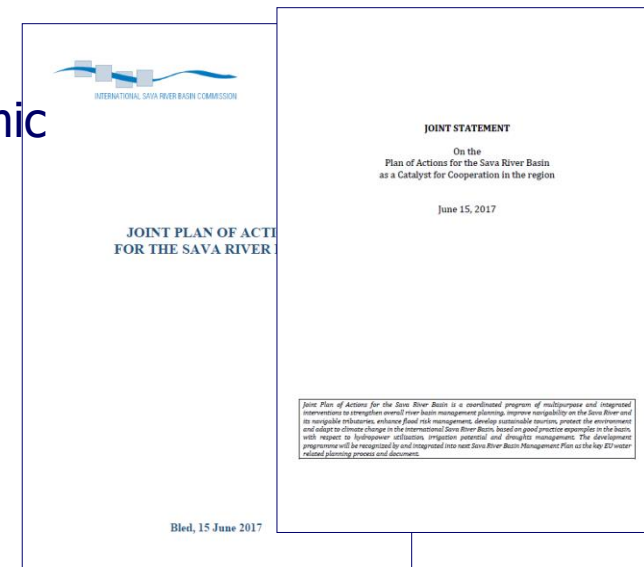 INTERNATIONAL SAVA RIVER BASIN COMMISSION
JOINT PLAN OF ACTI
FOR THE SAVA RIVER
Bled, 15 June 2017
JOINT STATEMENT
On the
Plan of Actions for the Sava River Basin
as a Catalyst for Cooperation in the region
June 15, 2017
Joint Plan of Actions for the Sava River Basin is a coordinated program of multipurpose and integrated
interventions to strengthen overall river basin management planning, improve navigability on the Sava River and
its navigable tributaries, enhance flood risk management, develop sustainable tourism, protect the environment
and adapt to climate change in the international Sava River Basin, based on good practice expamples in the basin,
with respect to hydropower utilisation, irrigation potential and droughts management. The development
programme will be recognized by and integrated into next Sava River Basin Management Plan as the key EU water
related planning process and document.